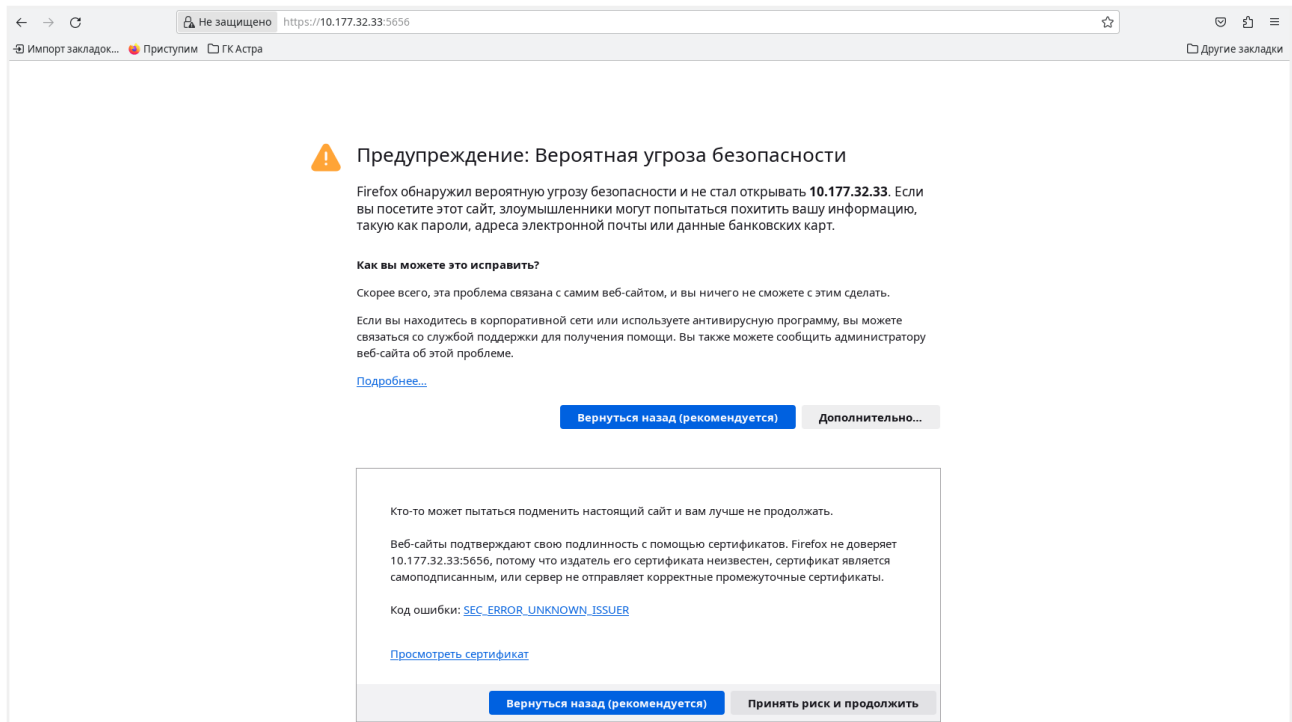 Не защищено https://10.177.32.33:5656
Импорт закладок... Приступим ГК Астра Другие закладки
Предупреждение: Вероятная угроза безопасности
Firefox обнаружил вероятную угрозу безопасности и не стал открывать 10.177.32.33. Если
вы посетите этот сайт, злоумышленники могут попытаться похитить вашу информацию,
такую как пароли, адреса электронной почты или данные банковских карт.
Как вы можете это исправить?
Скорее всего, эта проблема связана с самим веб-сайтом, и вы ничего не сможете с этим сделать.
Если вы находитесь в корпоративной сети или используете антивирусную программу, вы можете
связаться со службой поддержки для получения помощи. Вы также можете сообщить администратору
веб-сайта об этой проблеме.
Подробнее...
Вернуться назад (рекомендуется) Дополнительно...
Кто-то может пытаться подменить настоящий сайт и вам лучше не продолжать.
Веб-сайты подтверждают свою подлинность с помощью сертификатов. Firefox не доверяет
10.177.32.33:5656, потому что издатель его сертификата неизвестен, сертификат является
самоподписанным, или сервер не отправляет корректные промежуточные сертификаты.
Код ошибки: SEC_ERROR_UNKNOWN_ISSUER
Просмотреть сертификат
Вернуться назад (рекомендуется) Принять риск и продолжить